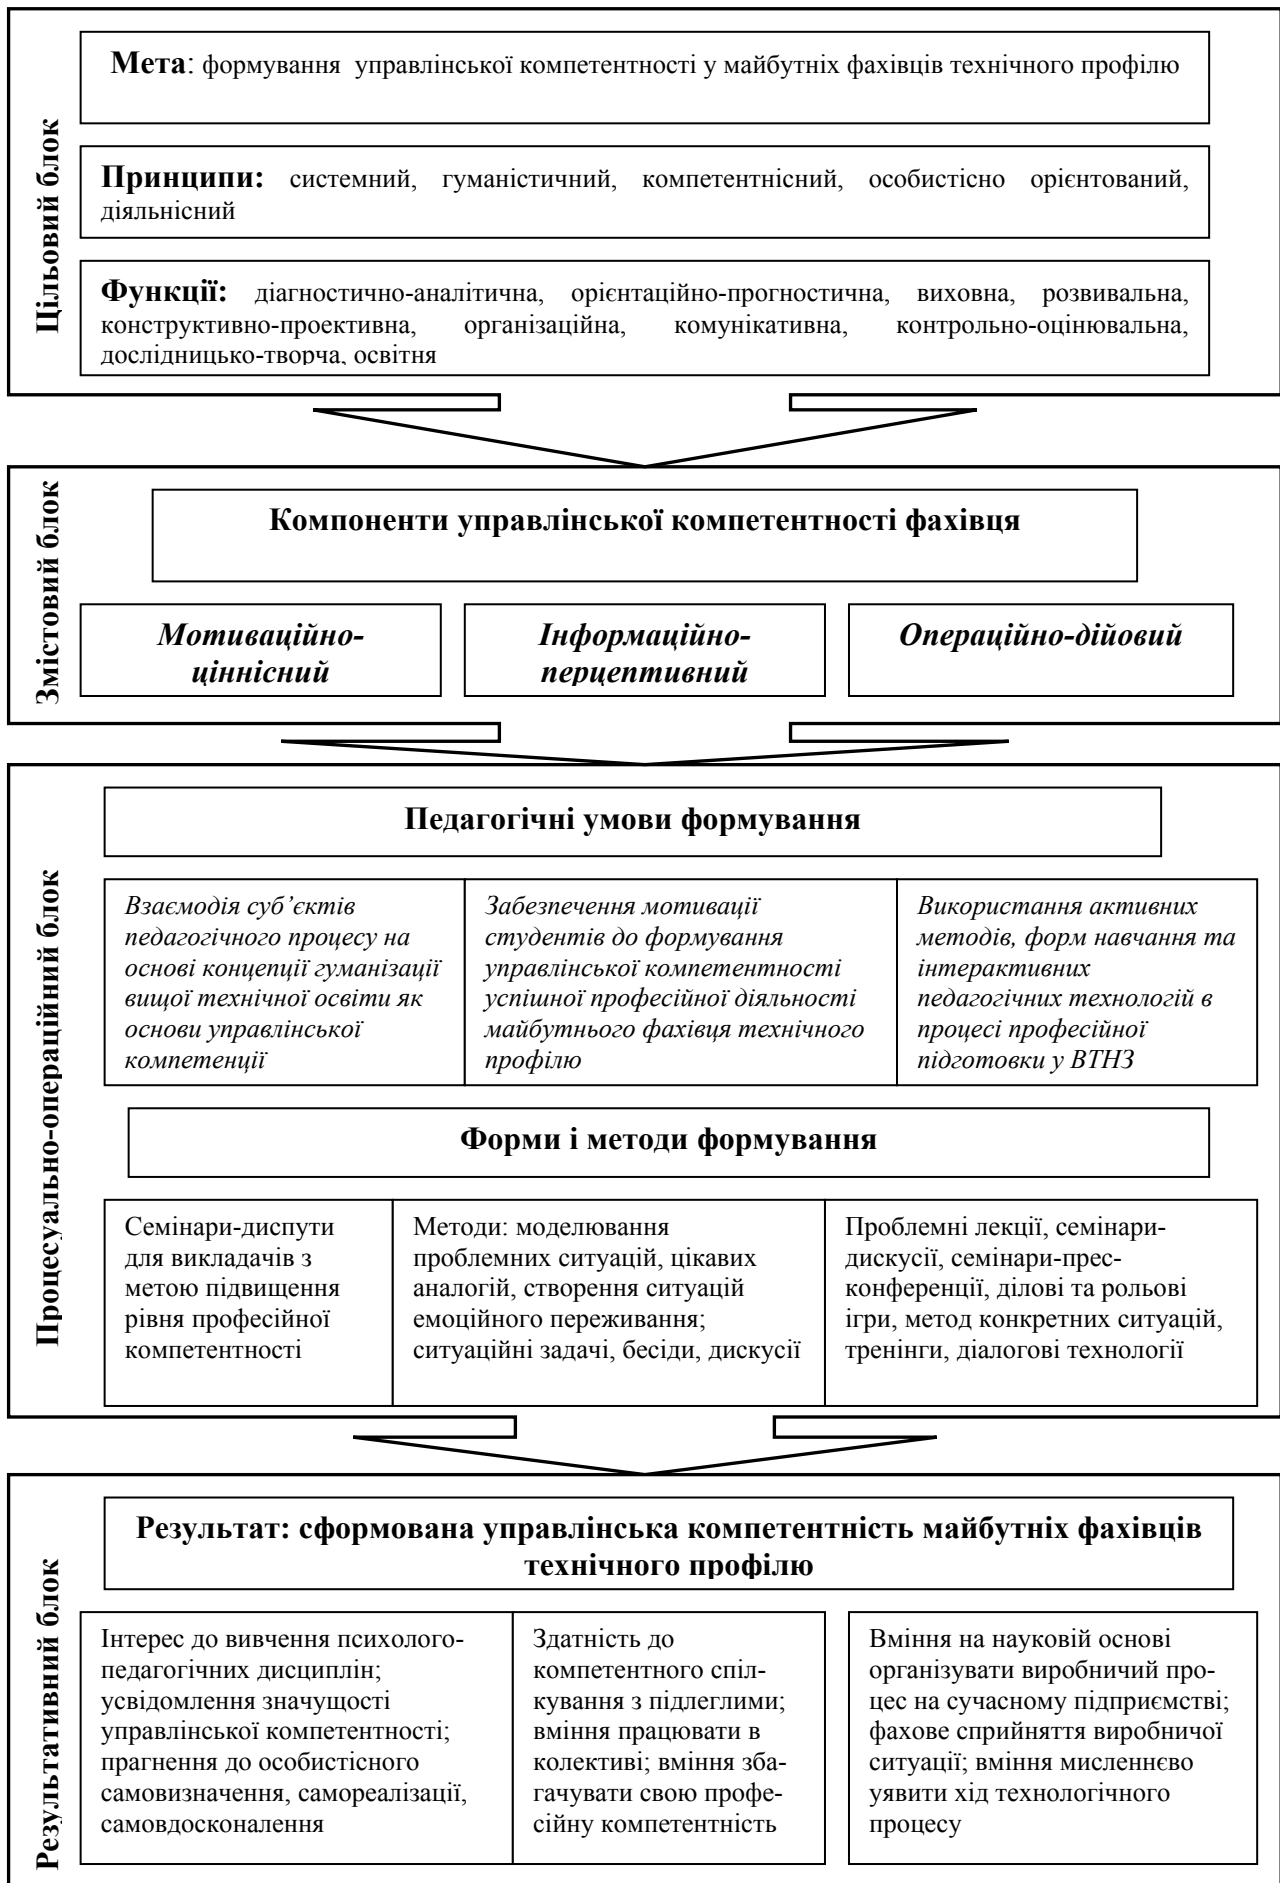 Цільовий блок
Мета: формування управлінської компетентності у майбутніх фахівців технічного профілю
Принципи: системний, гуманістичний, компетентнісний, особистісно орієнтований,
діяльнісний
Функції: діагностично-аналітична, орієнтаційно-прогностична, виховна, розвивальна,
конструктивно-проективна, організаційна, комунікативна, контрольно-оцінювальна,
дослідницько-творча, освітня
Змістовий блок
Компоненти управлінської компетентності фахівця
Мотиваційно-
ціннісний
Інформаційно-
перцептивний
Операційно-дійовий
Процесуально-операційний блок
Педагогічні умови формування
Взаємодія суб’єктів
педагогічного процесу на
основі концепції гуманізації
вищої технічної освіти як
основи управлінської
компетенції
Забезпечення мотивації
студентів до формування
управлінської компетентності
успішної професійної діяльності
майбутнього фахівця технічного
профілю
Використання активних
методів, форм навчання та
інтерактивних
педагогічних технологій в
процесі професійної
підготовки у ВТНЗ
Форми і методи формування
Семінари-диспути
для викладачів з
метою підвищення
рівня професійної
компетентності
Методи: моделювання
проблемних ситуацій, цікавих
аналогій, створення ситуацій
емоційного переживання;
ситуаційні задачі, бесіди, дискусії
Проблемні лекції, семінари-
дискусії, семінари-прес-
конференції, ділові та рольові
ігри, метод конкретних ситуацій,
тренінги, діалогові технології
Результативний блок
Результат: сформована управлінська компетентність майбутніх фахівців
технічного профілю
Інтерес до вивчення психолого-
педагогічних дисциплін;
усвідомлення значущості
управлінської компетентності;
прагнення до особистісного
самовизначення, самореалізації,
самовдосконалення
Здатність до
компетентного спіл-
кування з підлеглими;
вміння працювати в
колективі; вміння зба-
гачувати свою профе-
сійну компетентність
Вміння на науковій основі
організувати виробничий про-
цес на сучасному підприємстві;
фахове сприйняття виробничої
ситуації; вміння мисленнєво
уявити хід технологічного
процесу